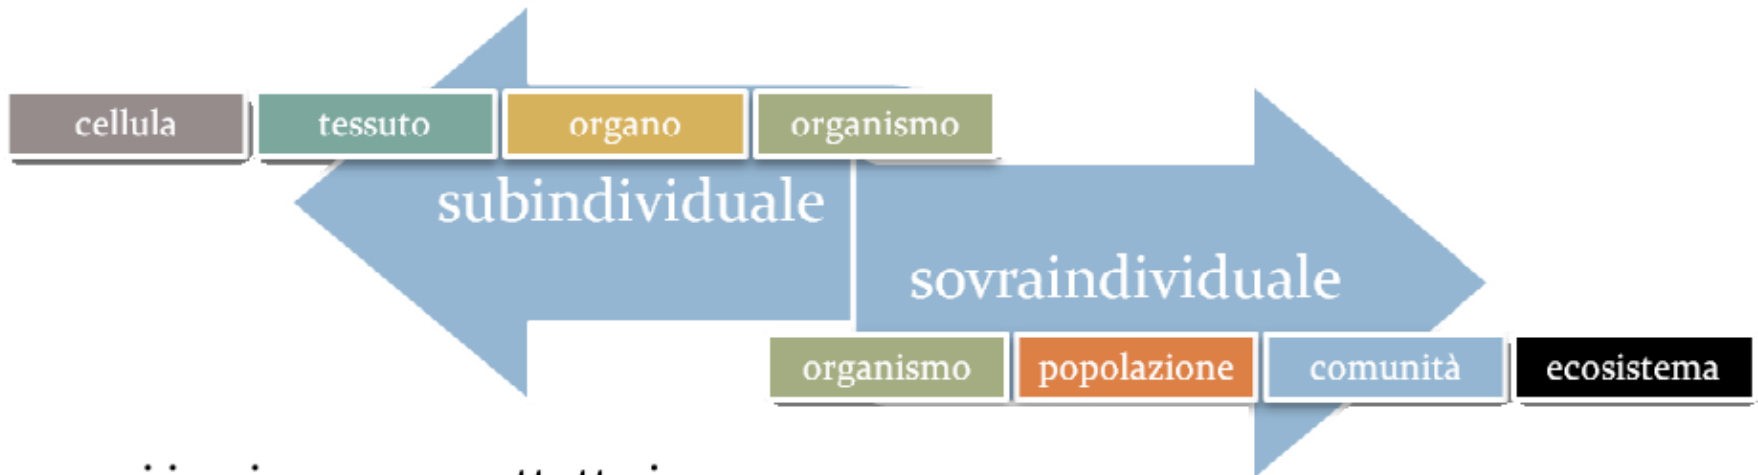 cellula tessuto organo organismo
subindividuale
sovraindividuale
organismo popolazione comunità ecosistema